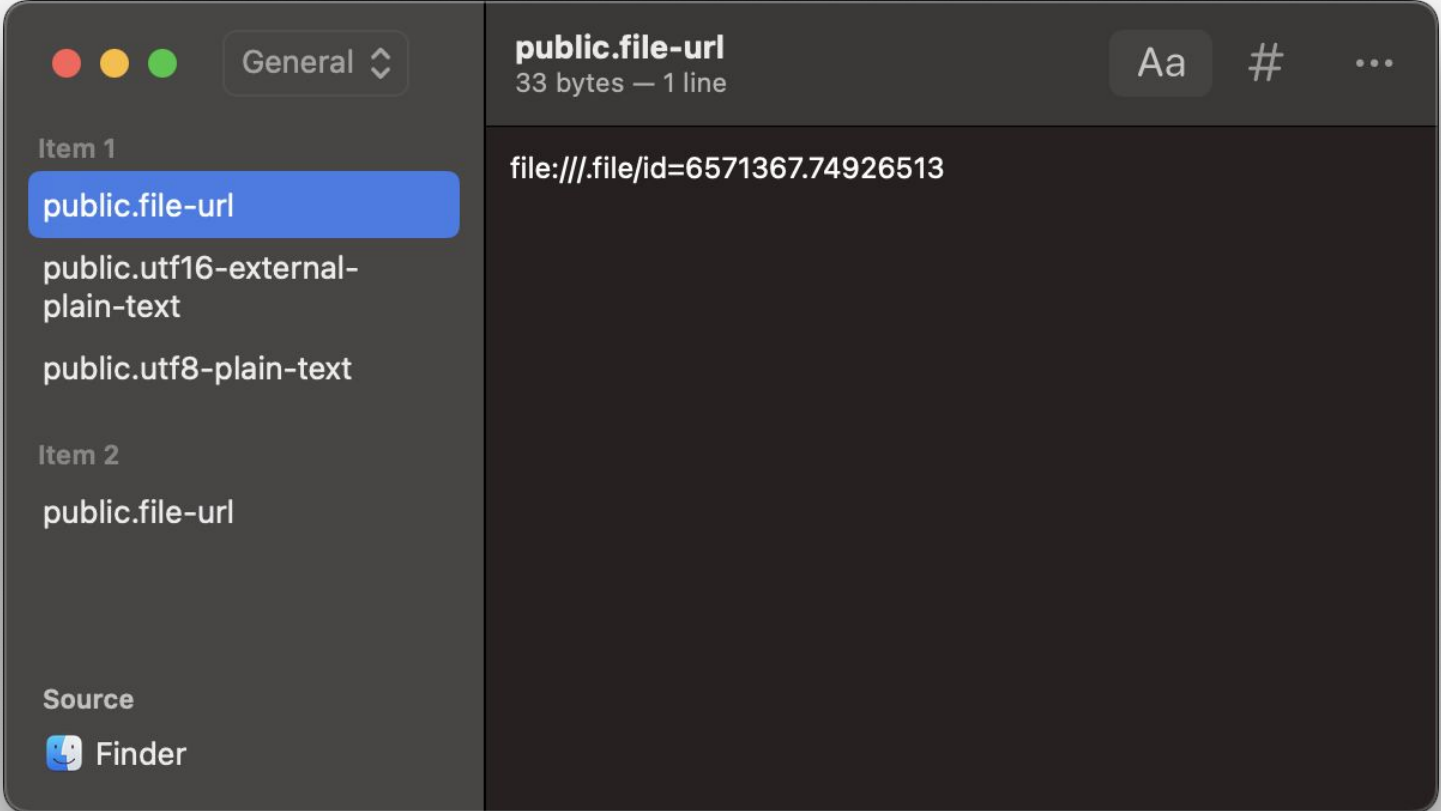 General
Item 1
public.file-url
public.utf16-external-
plain-text
public.utf8-plain-text
Item 2
public.file-url
Source
Finder
public.file-url
33 bytes — 1 line
Aa
#
...
file:///.file/id=6571367.74926513